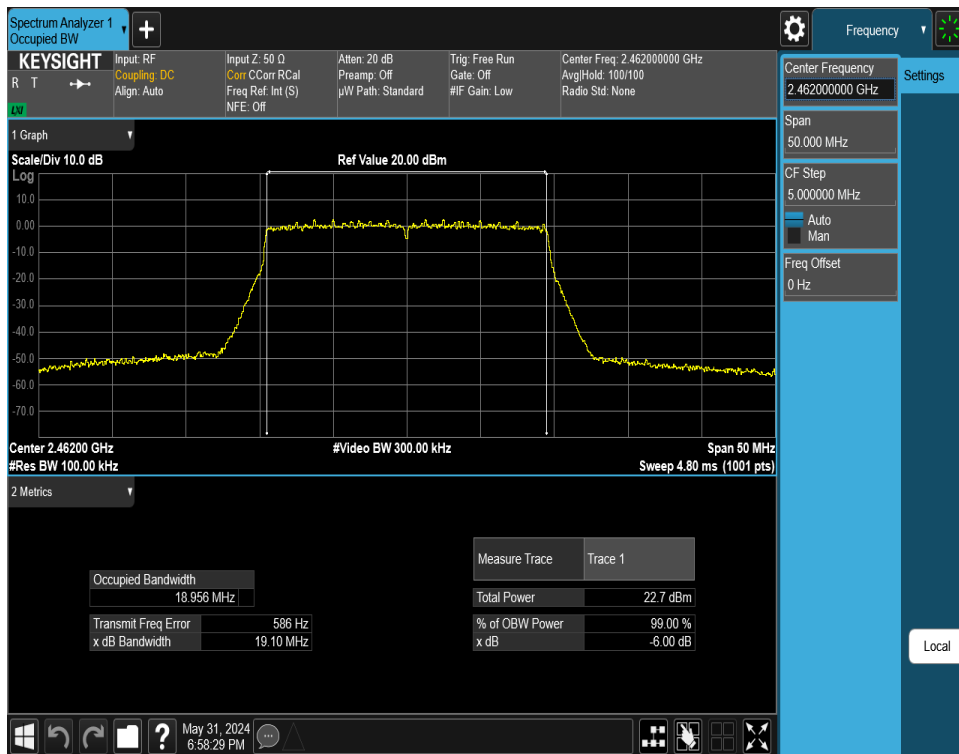 Spectrum Analyzer 1
Occupied BW
+
Frequency
KEYSIGHT
R T
LXI
Input: RF
Coupling: DC
Align: Auto
Input Z: 50 Ω
Corr CCorr RCal
Freq Ref: Int (S)
NFE: Off
Atten: 20 dB
Preamp: Off
µW Path: Standard
Trig: Free Run
Gate: Off
#IF Gain: Low
Center Freq: 2.462000000 GHz
Avg|Hold: 100/100
Radio Std: None
Center Frequency
2.462000000 GHz
Settings
Span
50.000 MHz
CF Step
5.000000 MHz
Auto
Man
Freq Offset
0 Hz
Local
1 Graph
Scale/Div 10.0 dB
Ref Value 20.00 dBm
Log
10.0
0.00
-10.0
-20.0
-30.0
-40.0
-50.0
-60.0
-70.0
Center 2.46200 GHz
#Video BW 300.00 kHz
Span 50 MHz
#Res BW 100.00 kHz
Sweep 4.80 ms (1001 pts)
2 Metrics
Occupied Bandwidth
18.956 MHz
Transmit Freq Error 586 Hz
x dB Bandwidth 19.10 MHz
Measure Trace Trace 1
Total Power 22.7 dBm
% of OBW Power 99.00 %
x dB -6.00 dB
?
May 31, 2024
6:58:29 PM